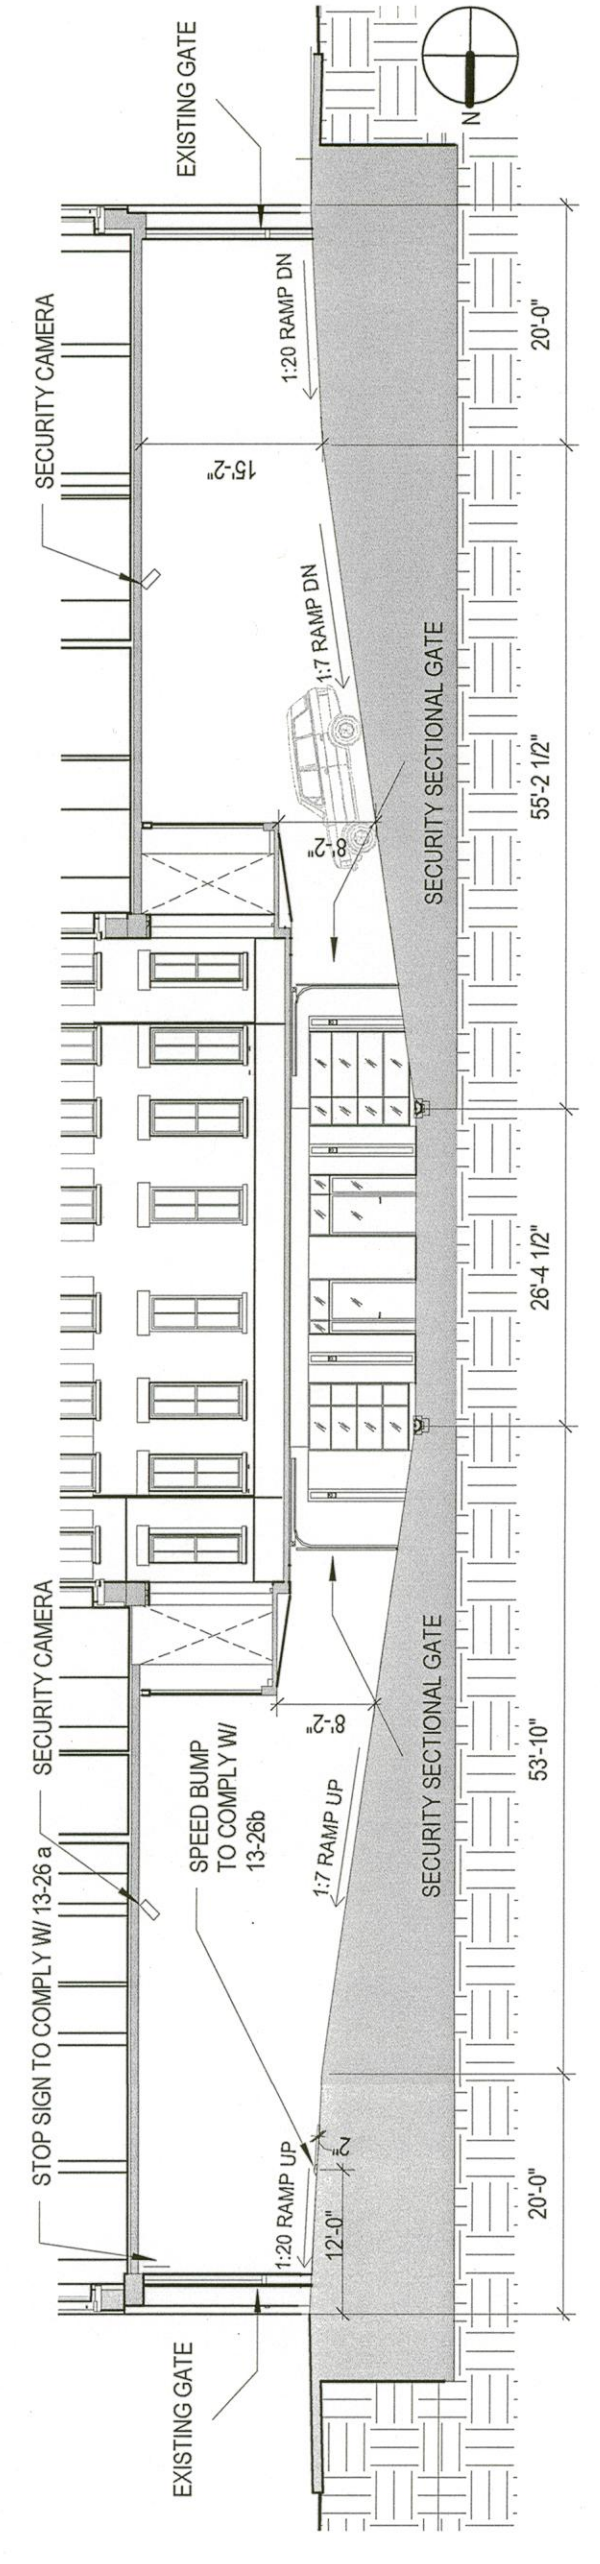 STOP SIGN TO COMPLY W/ 13-26 a
SECURITY CAMERA
SECURITY CAMERA
EXISTING GATE
SPEED BUMP
TO COMPLY W/
13-26b
EXISTING GATE
15'-2"
1:20 RAMP UP
12'-0"
2"
1:7 RAMP UP
8'-2"
8'-2"
1:7 RAMP DN
1:20 RAMP DN
SECURITY SECTIONAL GATE
SECURITY SECTIONAL GATE
N
20'-0"
53'-10"
26'-4 1/2"
55'-2 1/2"
20'-0"